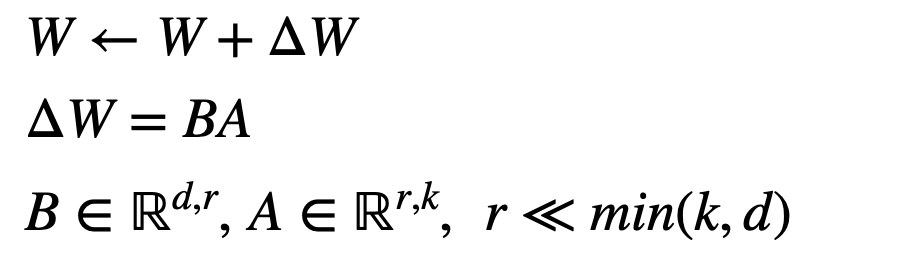 W ← W + ΔW
ΔW = BA
B ∈ ℝ^{d,r}, A ∈ ℝ^{r,k}, r ≪ min(k, d)